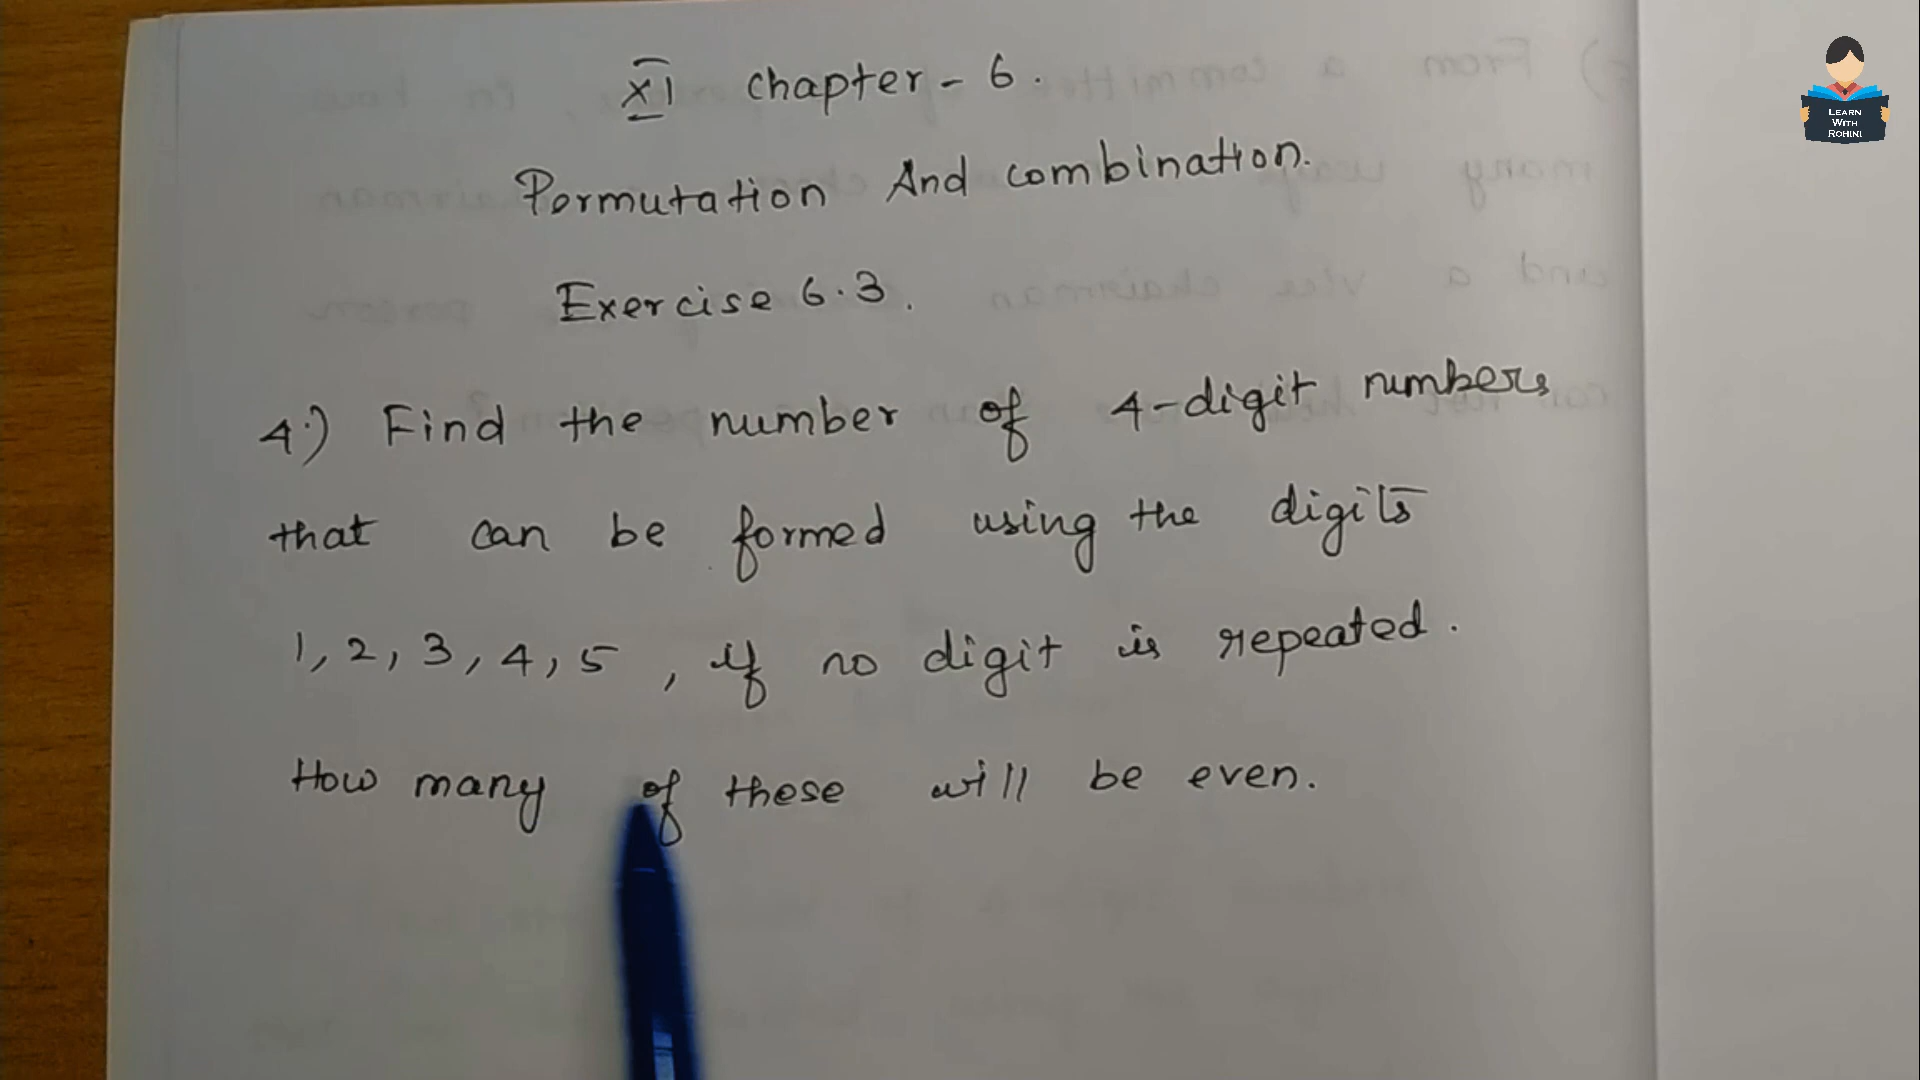 XI chapter - 6.
Permutation And combination.
Exercise 6.3.
4.) Find the number of 4-digit numbers
that can be formed using the digits
1, 2, 3, 4, 5, if no digit is repeated.
How many of these will be even.
LEARN
WITH
ROHINI